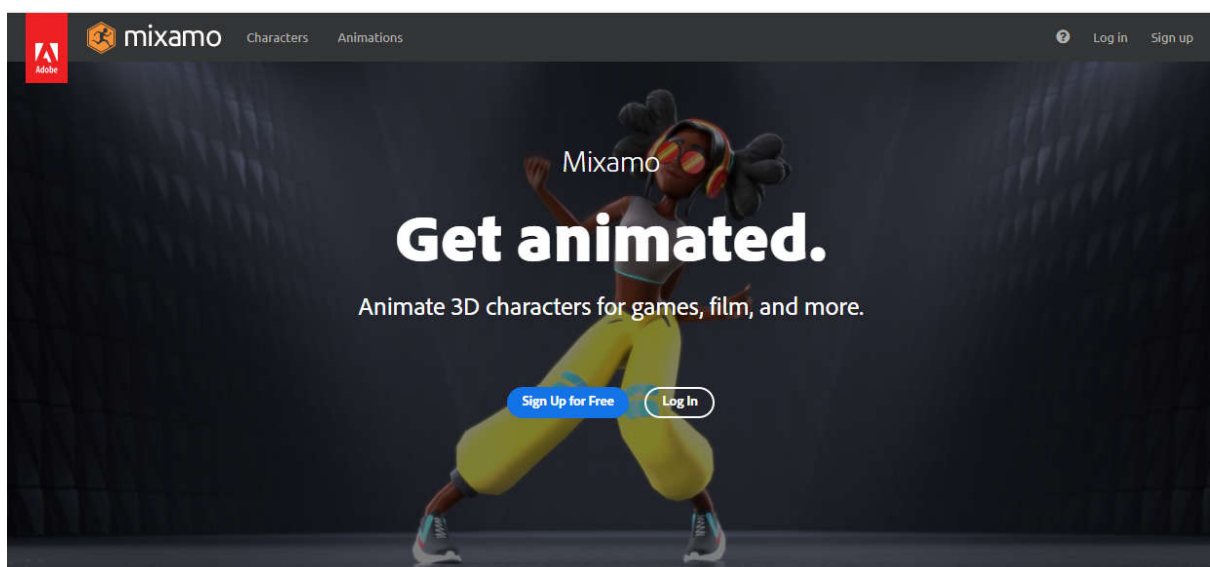 Adobe
mixamo Characters Animations ? Log in Sign up
Mixamo
Get animated.
Animate 3D characters for games, film, and more.
Sign Up for Free Log In